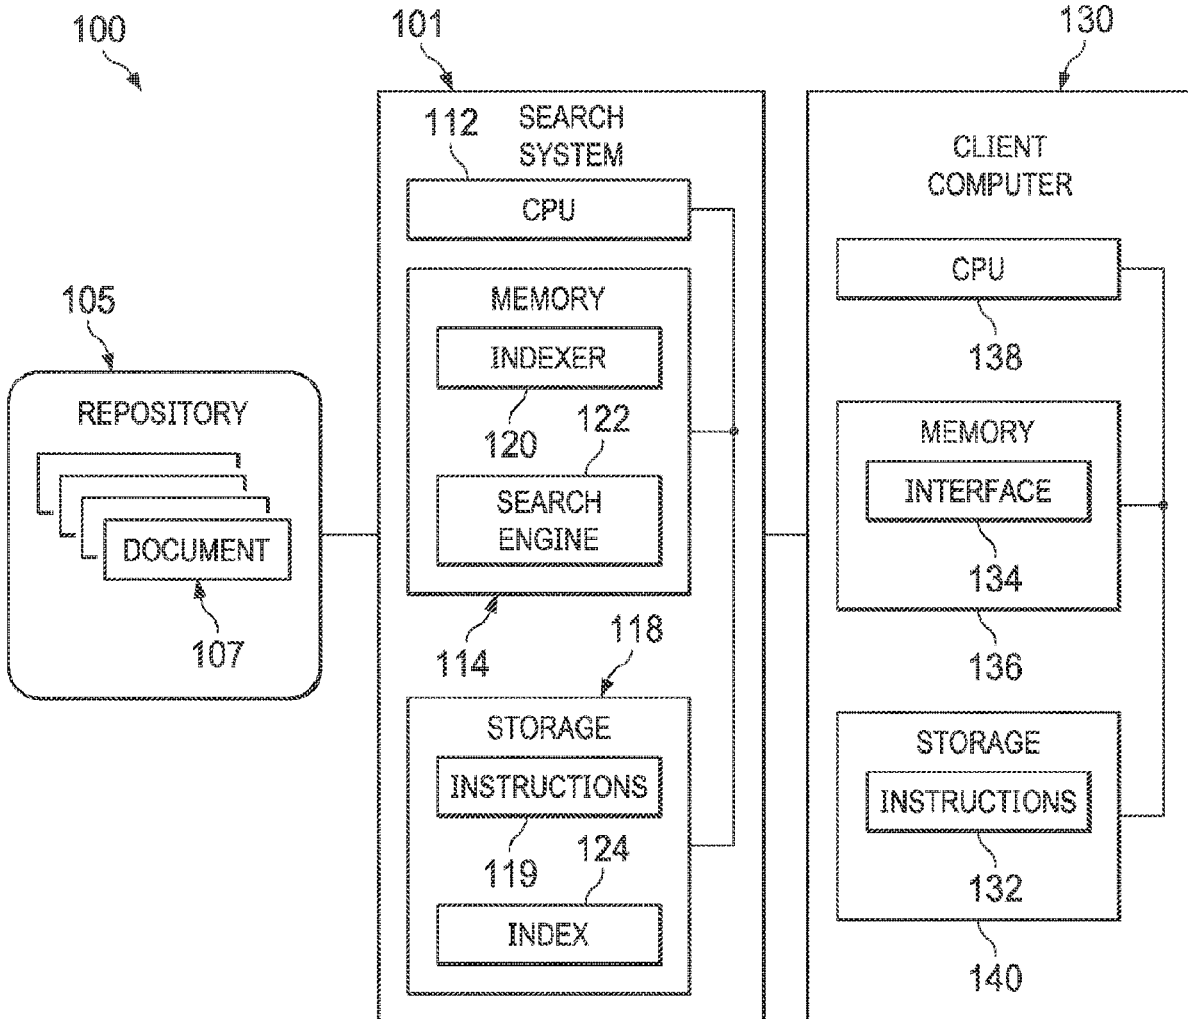 100
101
130
112
SEARCH
SYSTEM
CPU
CLIENT
COMPUTER
CPU
138
105
REPOSITORY
DOCUMENT
107
MEMORY
INDEXER
120
122
SEARCH
ENGINE
114
118
STORAGE
INSTRUCTIONS
119
124
INDEX
MEMORY
INTERFACE
134
136
STORAGE
INSTRUCTIONS
132
140